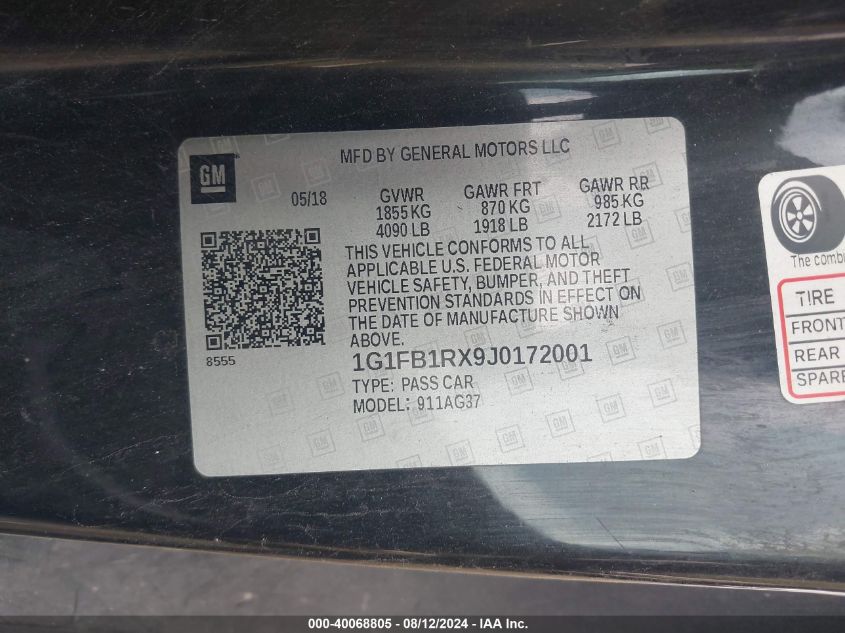 MFD BY GENERAL MOTORS LLC
GM
05/18
GVWR GAWR FRT GAWR RR
1855 KG 870 KG 985 KG
4090 LB 1918 LB 2172 LB
THIS VEHICLE CONFORMS TO ALL
APPLICABLE U.S. FEDERAL MOTOR
VEHICLE SAFETY, BUMPER, AND THEFT
PREVENTION STANDARDS IN EFFECT ON
THE DATE OF MANUFACTURE SHOWN
ABOVE.
8555
1G1FB1RX9J0172001
TYPE: PASS CAR
MODEL: 911AG37
The combi
TIRE
FRONT
REAR
SPARE
000-40068805 - 08/12/2024 - IAA Inc.